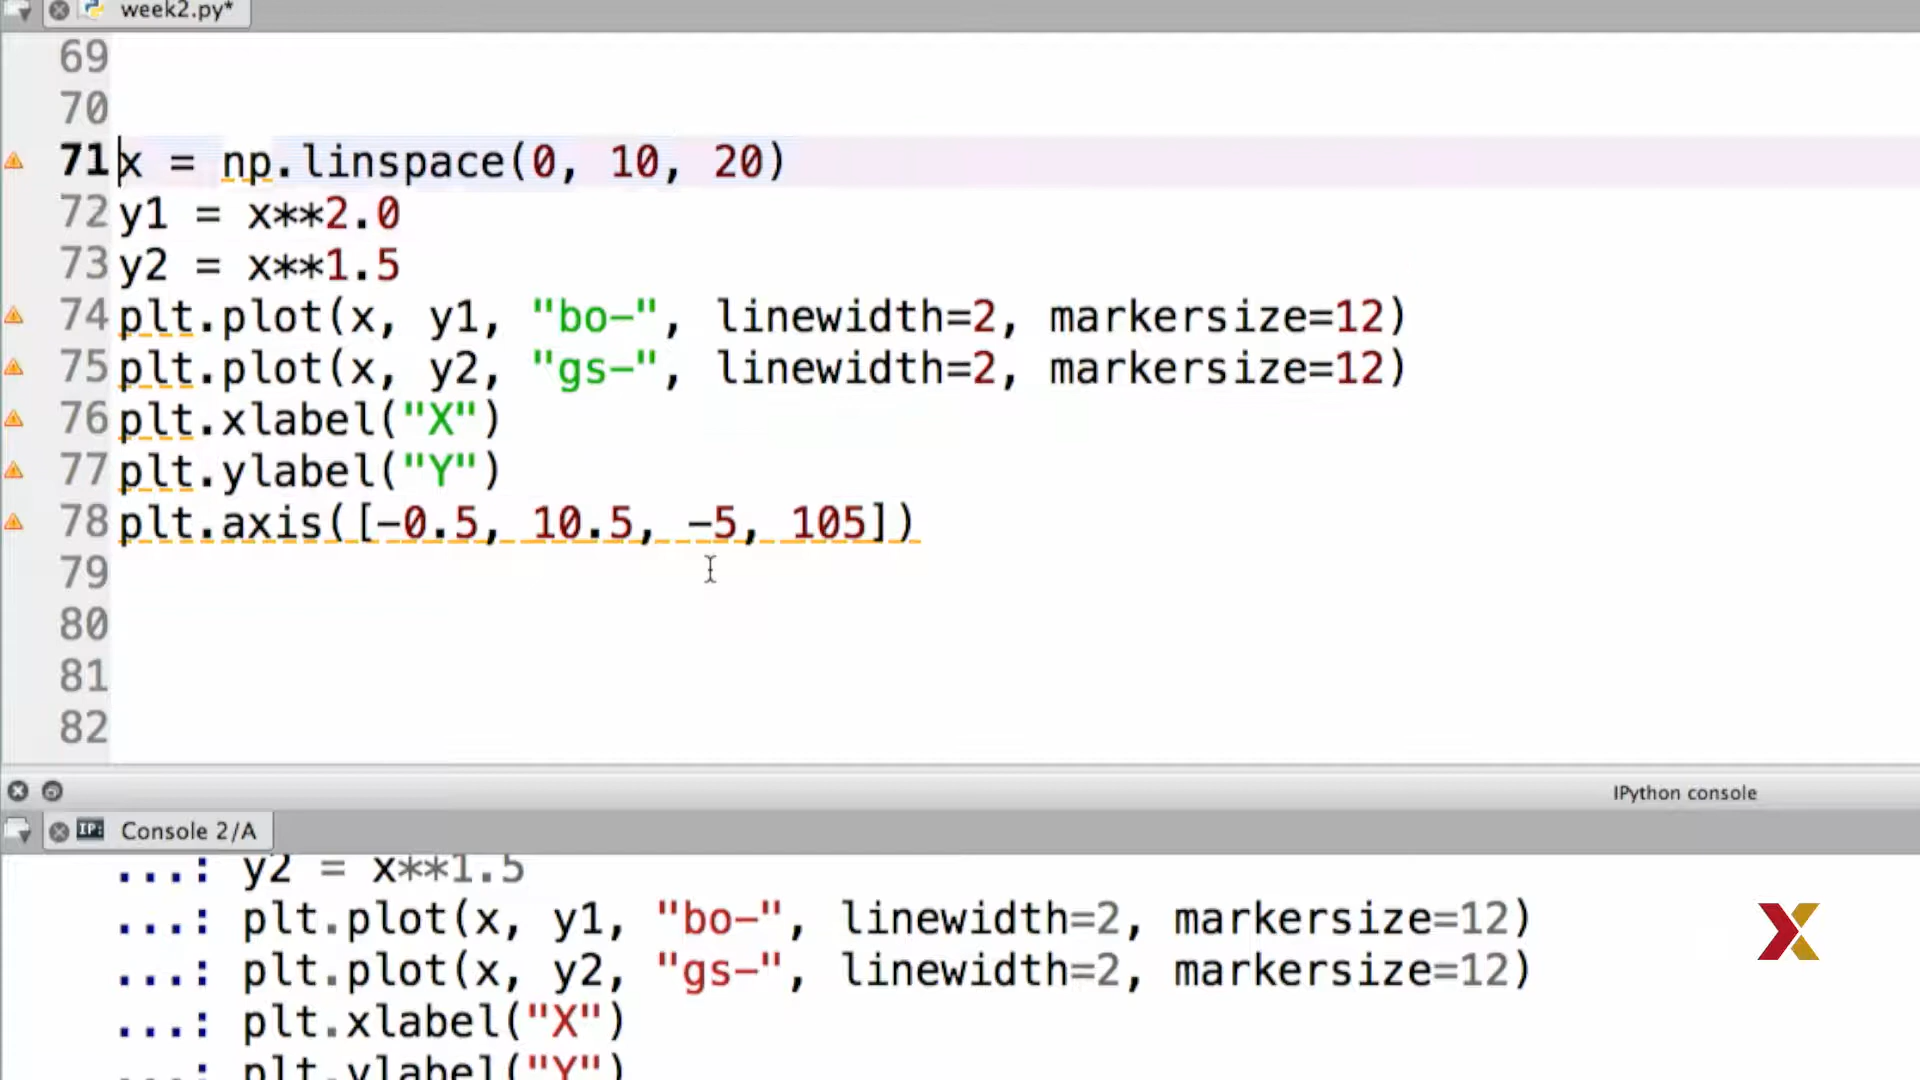 week2.py*
69
70
71 x = np.linspace(0, 10, 20)
72 y1 = x**2.0
73 y2 = x**1.5
74 plt.plot(x, y1, "bo-", linewidth=2, markersize=12)
75 plt.plot(x, y2, "gs-", linewidth=2, markersize=12)
76 plt.xlabel("X")
77 plt.ylabel("Y")
78 plt.axis([-0.5, 10.5, -5, 105])
79
80
81
82
IPython console
IP: Console 2/A
...: y2 = x**1.5
...: plt.plot(x, y1, "bo-", linewidth=2, markersize=12)
...: plt.plot(x, y2, "gs-", linewidth=2, markersize=12)
...: plt.xlabel("X")
...: plt.ylabel("Y")